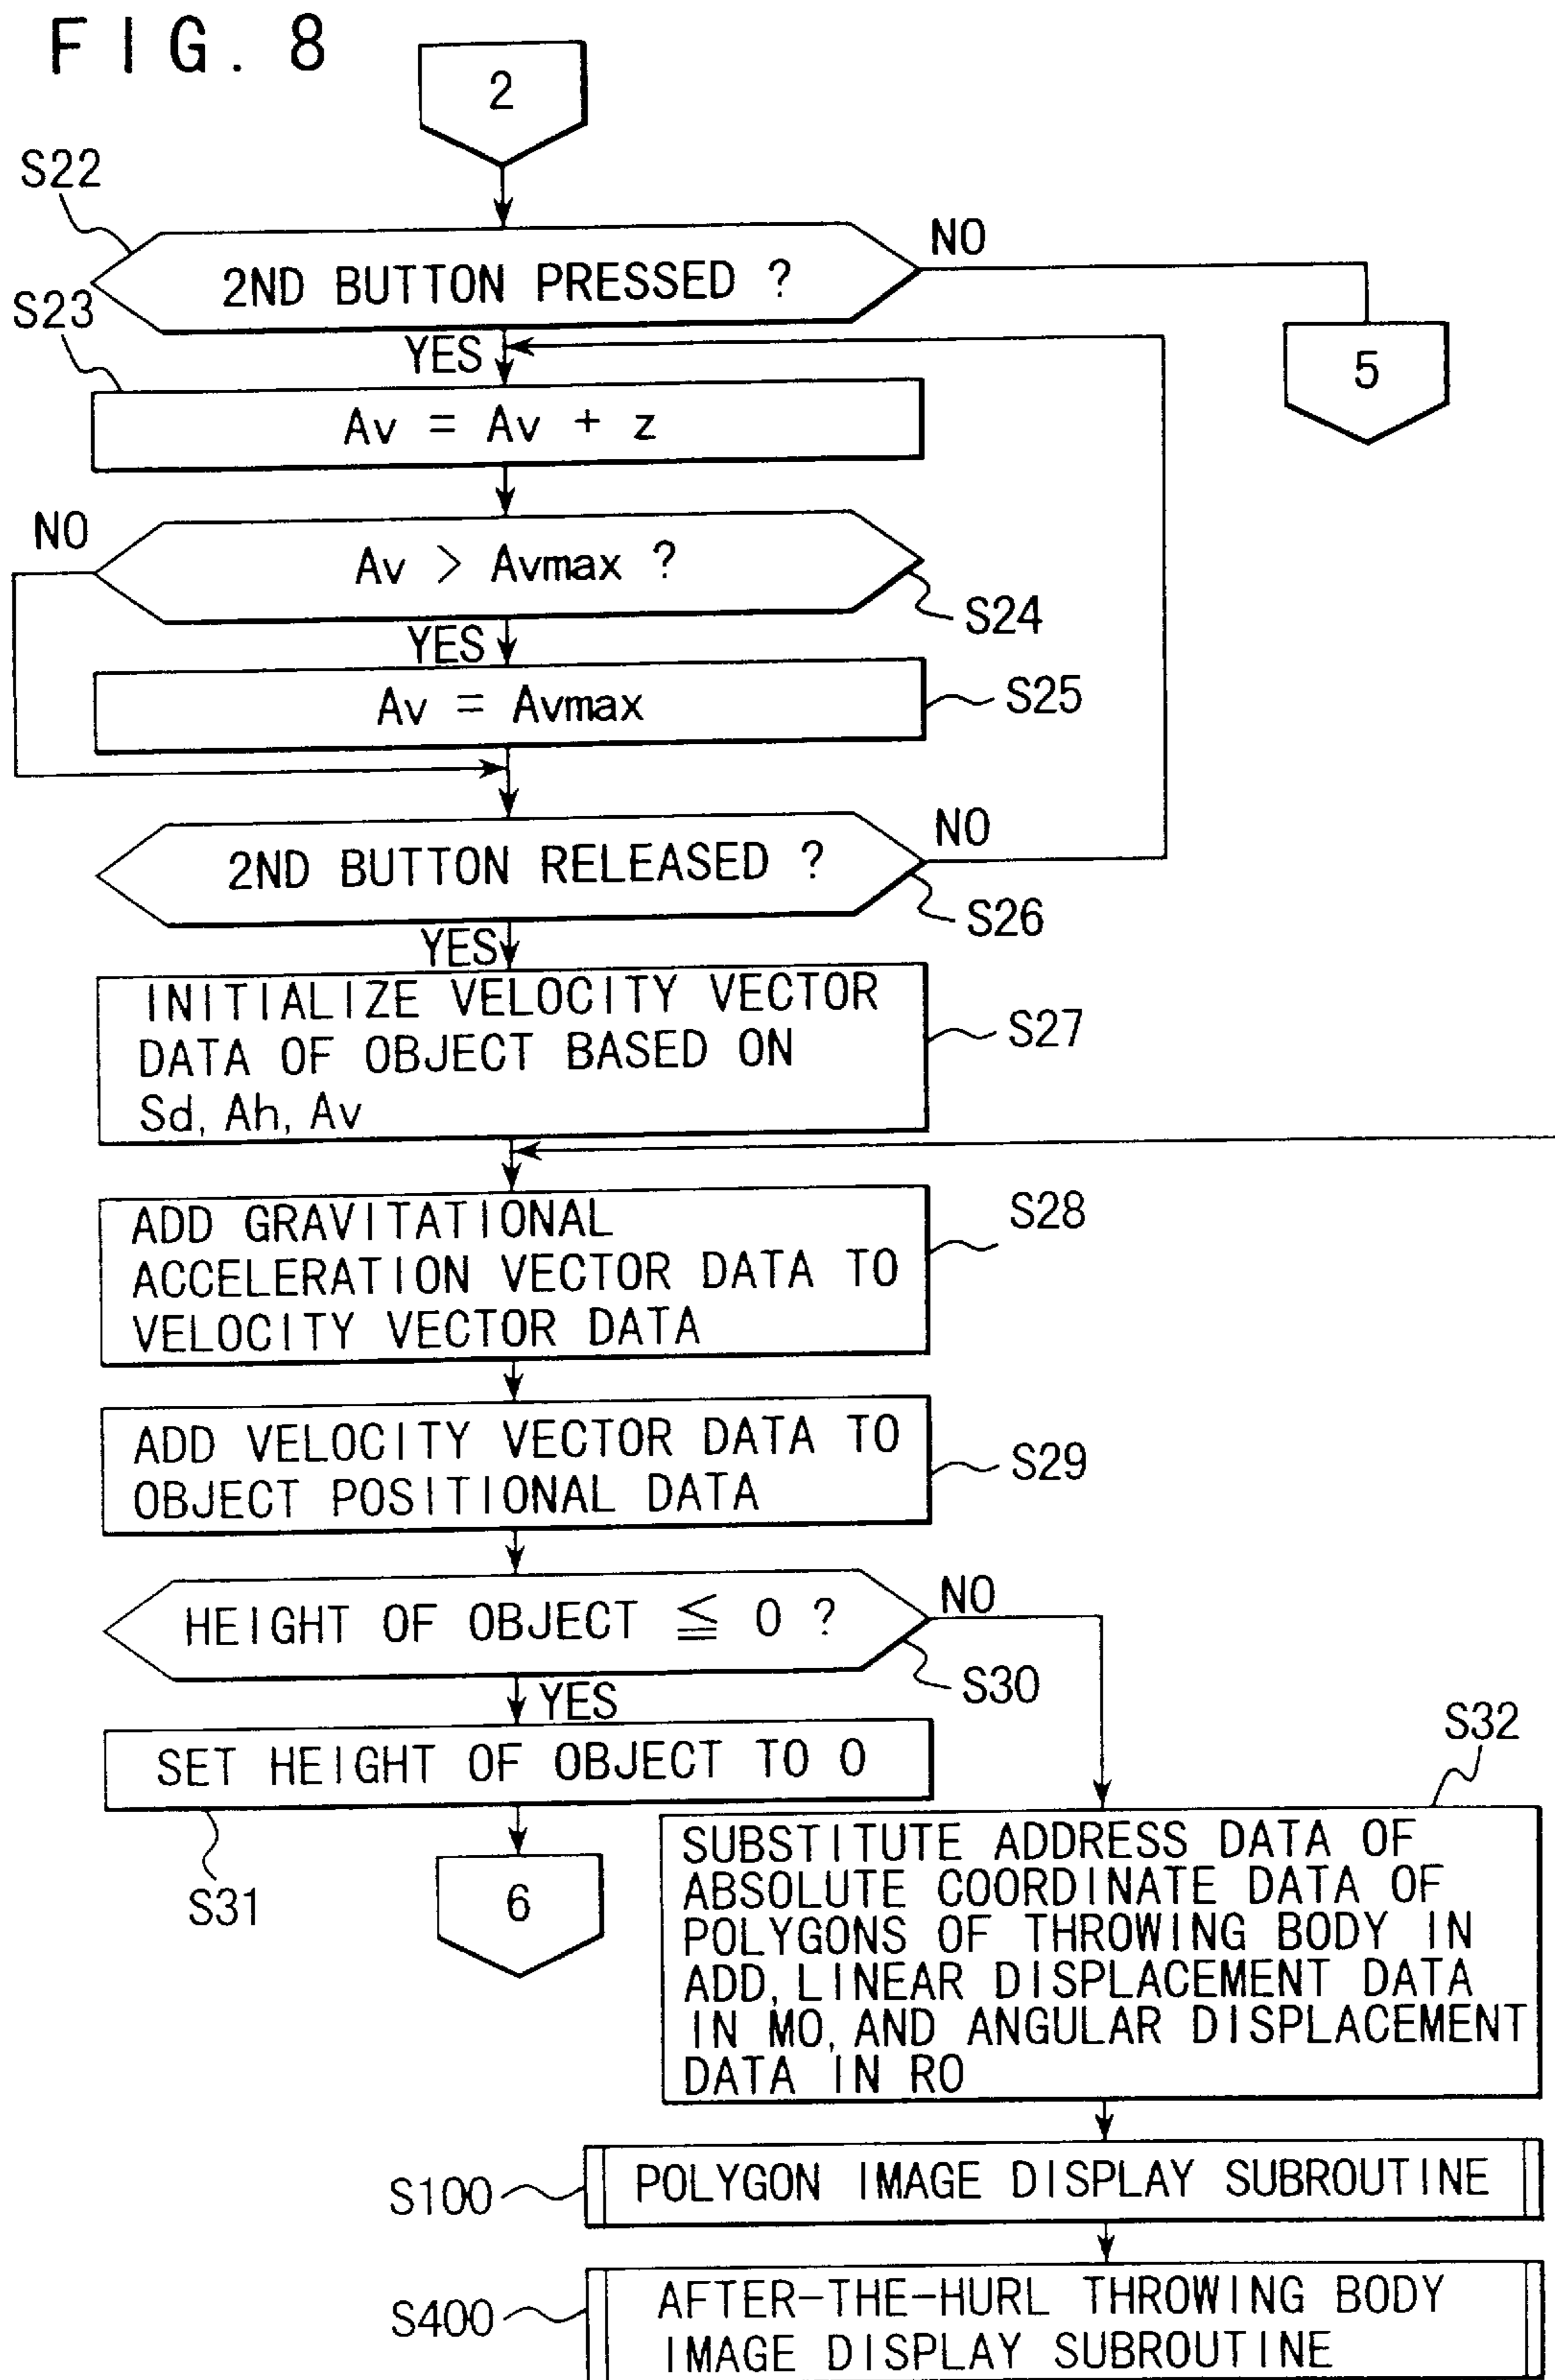 FIG. 8
2
S22
2ND BUTTON PRESSED ?
NO
5
S23
YES
Av = Av + z
NO
Av > Avmax ?
S24
YES
Av = Avmax
S25
2ND BUTTON RELEASED ?
NO
S26
YES
INITIALIZE VELOCITY VECTOR
DATA OF OBJECT BASED ON
Sd, Ah, Av
S27
ADD GRAVITATIONAL
ACCELERATION VECTOR DATA TO
VELOCITY VECTOR DATA
S28
ADD VELOCITY VECTOR DATA TO
OBJECT POSITIONAL DATA
S29
HEIGHT OF OBJECT ≦ 0 ?
NO
S30
YES
SET HEIGHT OF OBJECT TO 0
S31
6
S32
SUBSTITUTE ADDRESS DATA OF
ABSOLUTE COORDINATE DATA OF
POLYGONS OF THROWING BODY IN
ADD, LINEAR DISPLACEMENT DATA
IN MO, AND ANGULAR DISPLACEMENT
DATA IN RO
S100
POLYGON IMAGE DISPLAY SUBROUTINE
S400
AFTER-THE-HURL THROWING BODY
IMAGE DISPLAY SUBROUTINE